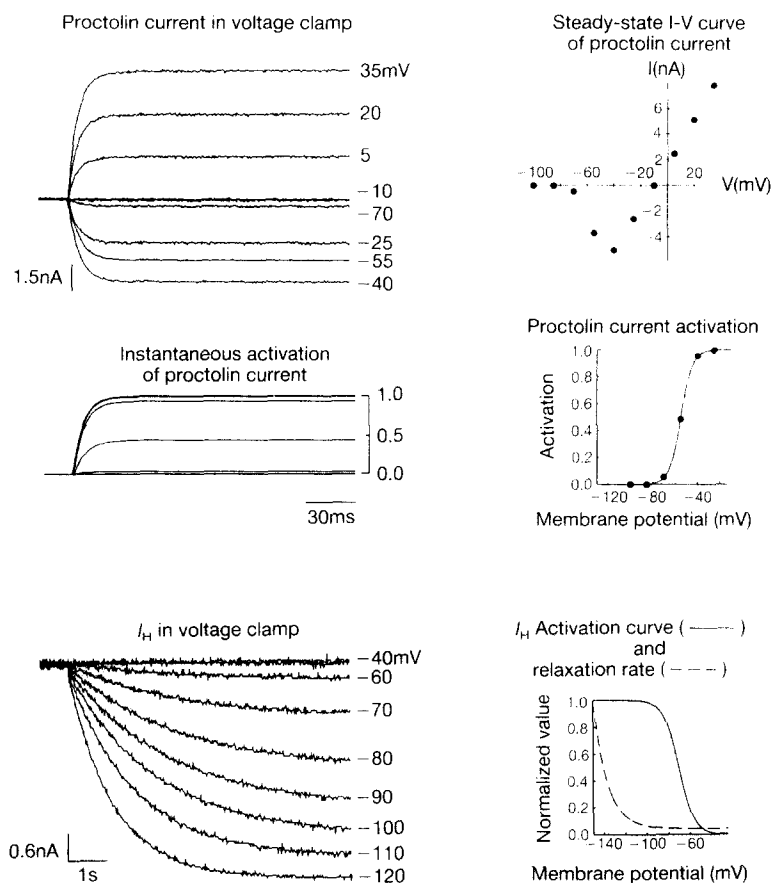 Proctolin current in voltage clamp
35mV
20
5
−10
−70
−25
−55
−40
1.5nA
Steady-state I-V curve
of proctolin current
I(nA)
6
4
2
−100 −60 −20 20
V(mV)
−2
−4
Instantaneous activation
of proctolin current
1.0
0.5
0.0
30ms
Proctolin current activation
Activation
1.0
0.8
0.6
0.4
0.2
0.0
−120 −80 −40
Membrane potential (mV)
I_H in voltage clamp
−40mV
−60
−70
−80
−90
−100
−110
−120
0.6nA
1s
I_H Activation curve ( —— )
and
relaxation rate ( – – – )
Normalized value
1.0
0.8
0.6
0.4
0.2
0.0
−140 −100 −60
Membrane potential (mV)